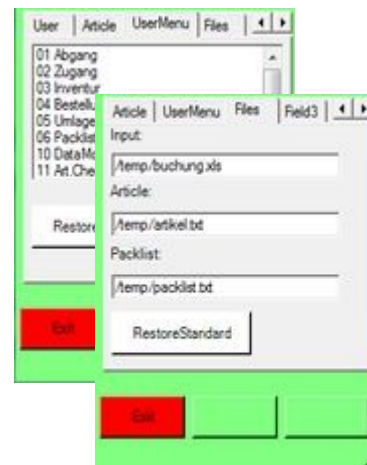 User Article UserMenu Files
01 Abgang
02 Zugang
03 Inventur
04 Bestellu
05 Umlage
06 Packlist
10 DataMo
11 Art.Che
Restore
Exit
Article UserMenu Files Field3
Input:
/temp/buchung.xls
Article:
/temp/artikel.txt
Packlist:
/temp/packlist.txt
RestoreStandard
Exit